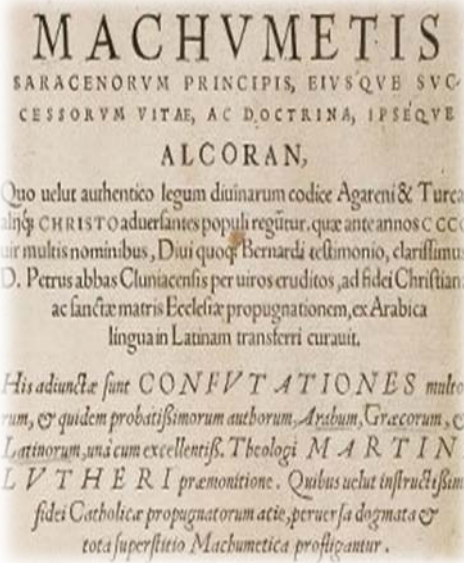 MACHVMETIS
SARACENORVM PRINCIPIS, EIVSQVE SVC-
CESSORVM VITAE, AC DOCTRINA, IPSEQVE
ALCORAN,
Quo uelut authentico legum diuinarum codice Agareni & Turcæ
alijq́; CHRISTO aduersantes populi regũtur. quæ ante annos CCCC
uir multis nominibus, Diui quoq; Bernardi testimonio, clarissimus
D. Petrus abbas Cluniacensis per uiros eruditos, ad fidei Christian
ac sanctæ matris Ecclesiæ propugnationem, ex Arabica
lingua in Latinam transferri curauit.
His adiunctæ sunt CONFVTATIONES multo
rum, & quidem probatißimorum authorum, Arabum, Græcorum, &
Latinorum, unà cum excellentiß. Theologi MARTIN
LVTHERI præmonitione. Quibus uelut instructißim
fidei Catholicæ propugnatorum acie, peruersa dogmata &
tota superstitio Machumetica profligantur.